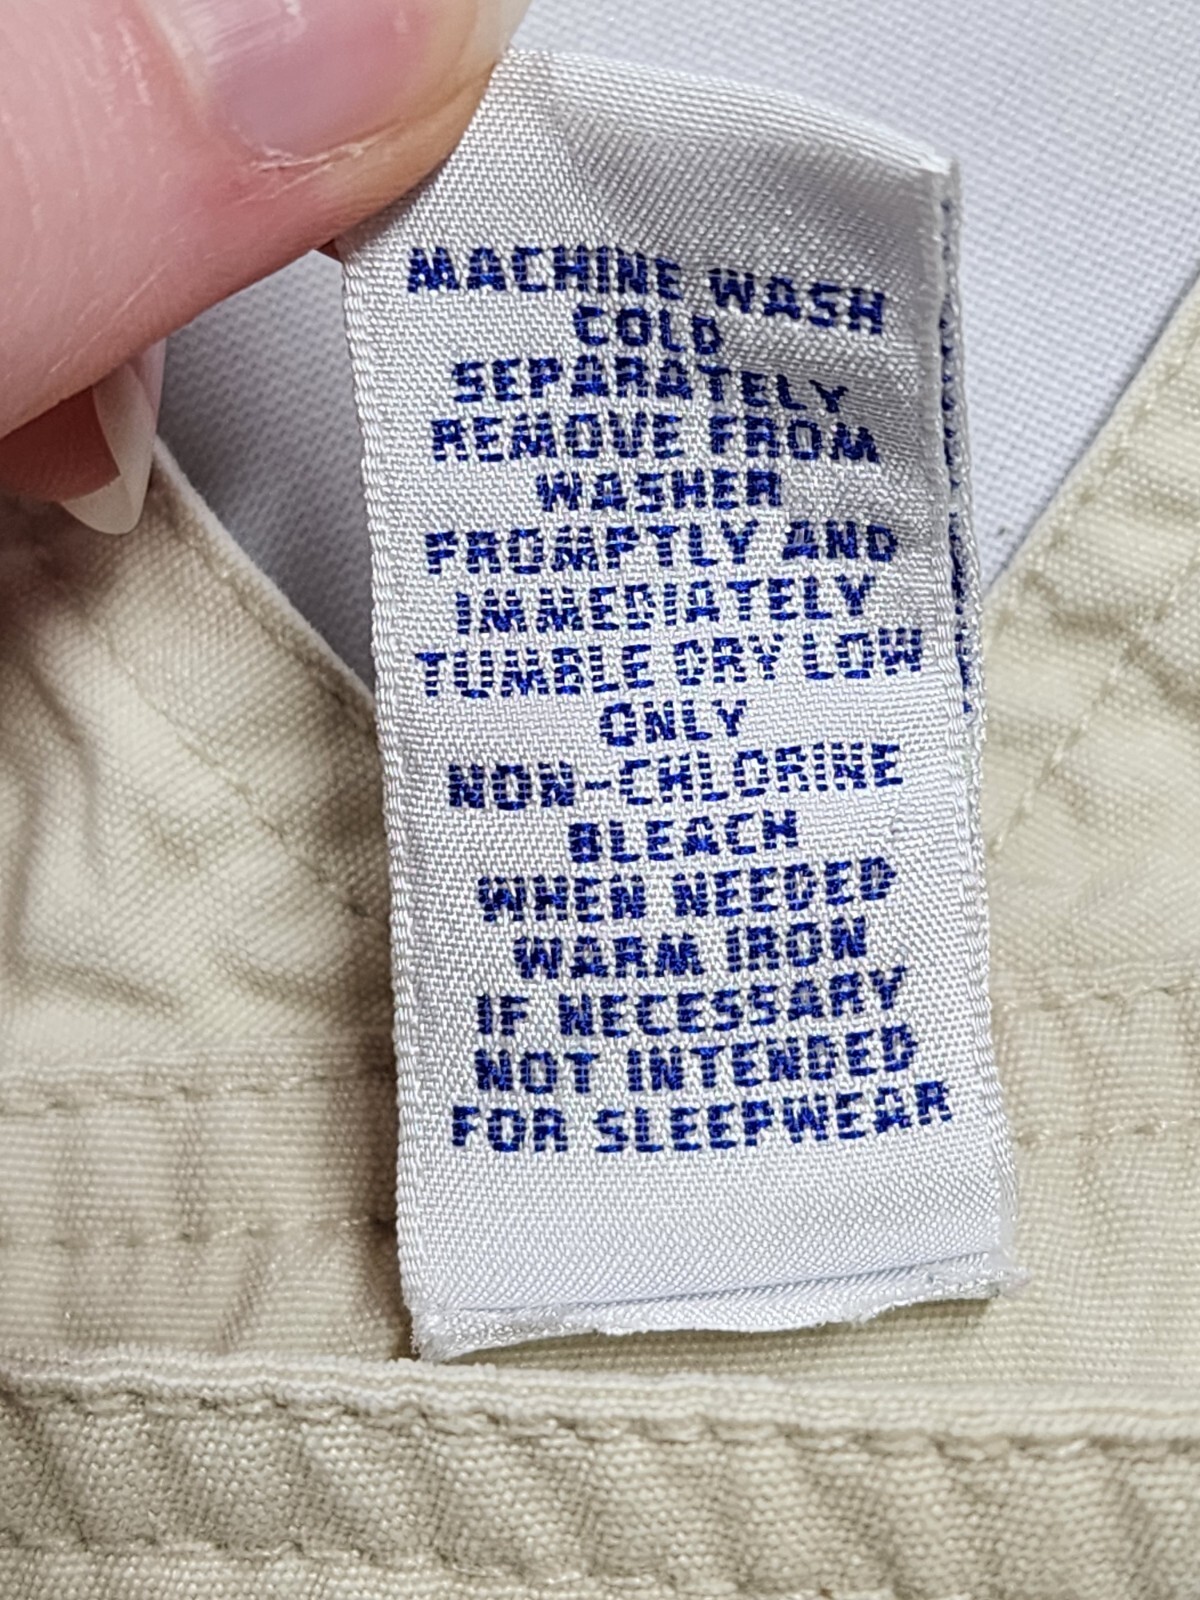 MACHINE WASH
COLD
SEPARATELY
REMOVE FROM
WASHER
PROMPTLY AND
IMMEDIATELY
TUMBLE DRY LOW
ONLY
NON-CHLORINE
BLEACH
WHEN NEEDED
WARM IRON
IF NECESSARY
NOT INTENDED
FOR SLEEPWEAR